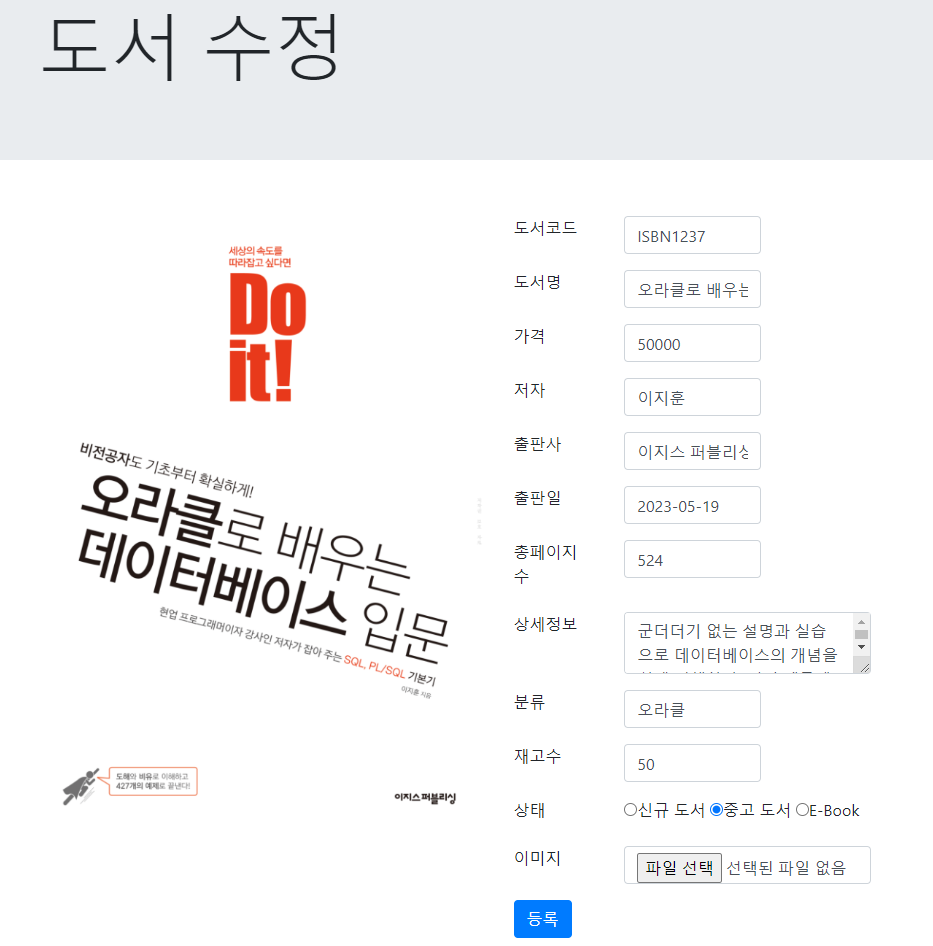 도서 수정
세상의 속도를
따라잡고 싶다면
Do
it!
비전공자도 기초부터 확실하게!
오라클로 배우는
데이터베이스 입문
현업 프로그래머이자 강사인 저자가 잡아 주는 SQL, PL/SQL 기본기
이지훈 지음
도해와 비유로 이해하고
427개의 예제로 끝낸다!
이지스퍼블리싱
도서코드 ISBN1237
도서명 오라클로 배우는
가격 50000
저자 이지훈
출판사 이지스 퍼블리싱
출판일 2023-05-19
총페이지
수 524
상세정보 군더더기 없는 설명과 실습
으로 데이터베이스의 개념을
분류 오라클
재고수 50
상태 신규 도서 중고 도서 E-Book
이미지 파일 선택 선택된 파일 없음
등록